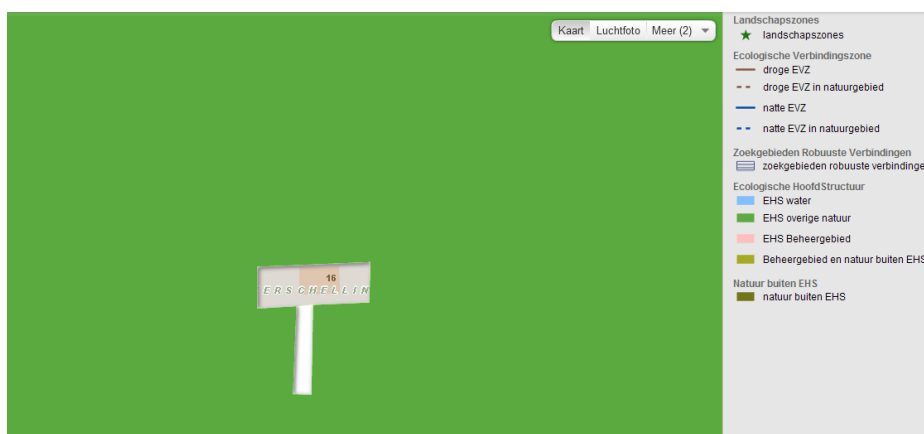 Kaart Luchtfoto Meer (2)
16
ERSCHELLIN
Landschapszones
landschapszones
Ecologische Verbindingszone
droge EVZ
droge EVZ in natuurgebied
natte EVZ
natte EVZ in natuurgebied
Zoekgebieden Robuuste Verbindingen
zoekgebieden robuuste verbindinge
Ecologische HoofdStructuur
EHS water
EHS overige natuur
EHS Beheergebied
Beheergebied en natuur buiten EHS
Natuur buiten EHS
natuur buiten EHS